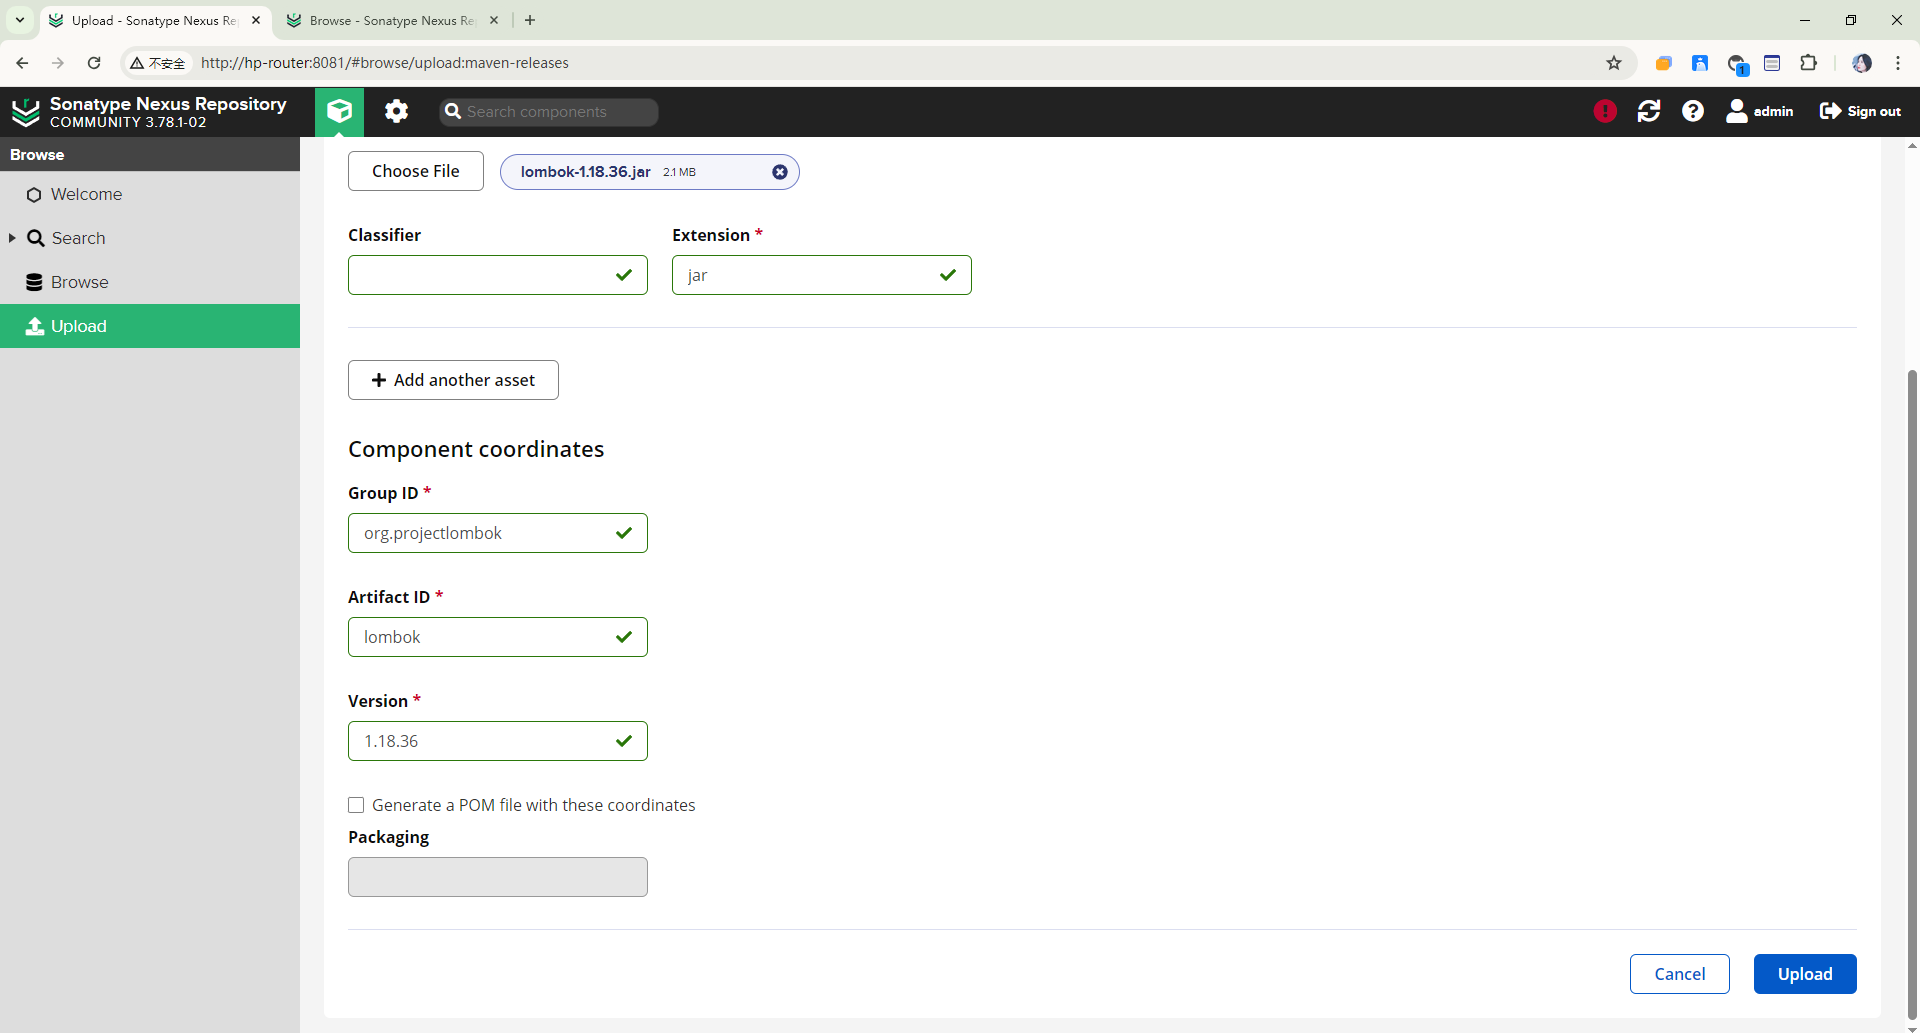 Upload - Sonatype Nexus Re
Browse - Sonatype Nexus Re
不安全
http://hp-router:8081/#browse/upload:maven-releases
1
Sonatype Nexus Repository
COMMUNITY 3.78.1-02
Search components
admin
Sign out
Browse
Welcome
Search
Browse
Upload
Choose File
lombok-1.18.36.jar 2.1 MB
Classifier
Extension *
jar
Add another asset
Component coordinates
Group ID *
org.projectlombok
Artifact ID *
lombok
Version *
1.18.36
Generate a POM file with these coordinates
Packaging
Cancel
Upload